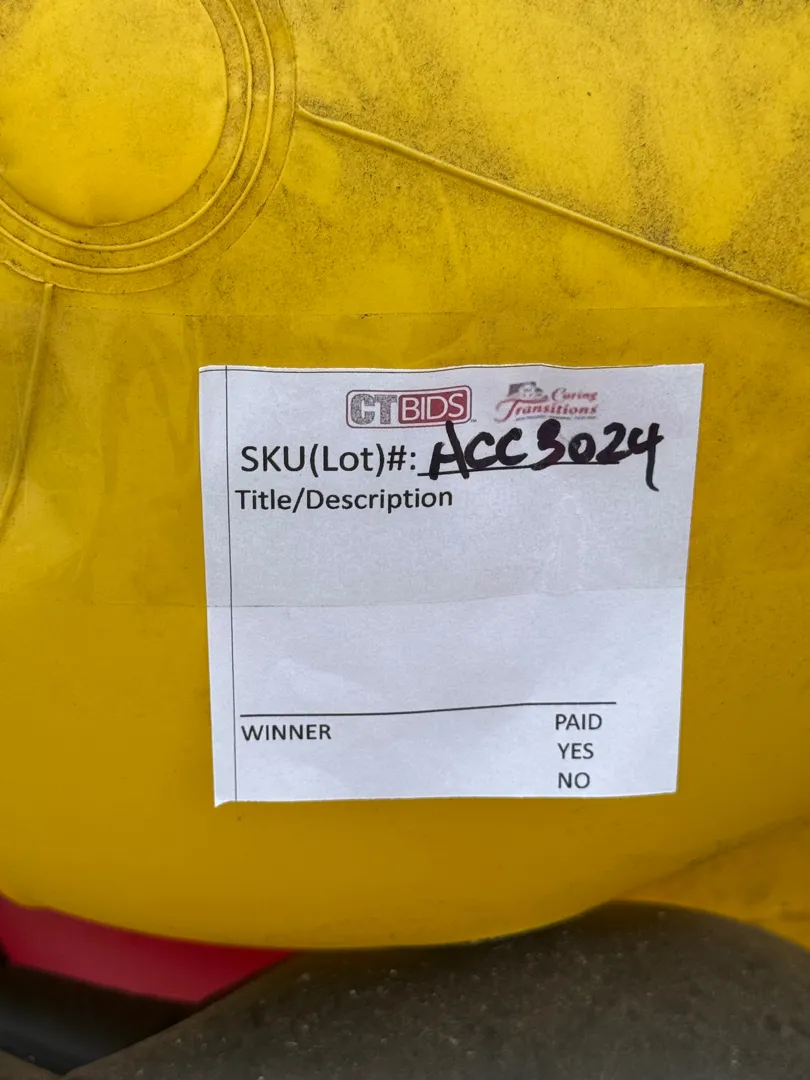 CTBIDS Caring Transitions
SKU(Lot)#: ACC3024
Title/Description
WINNER PAID
YES
NO